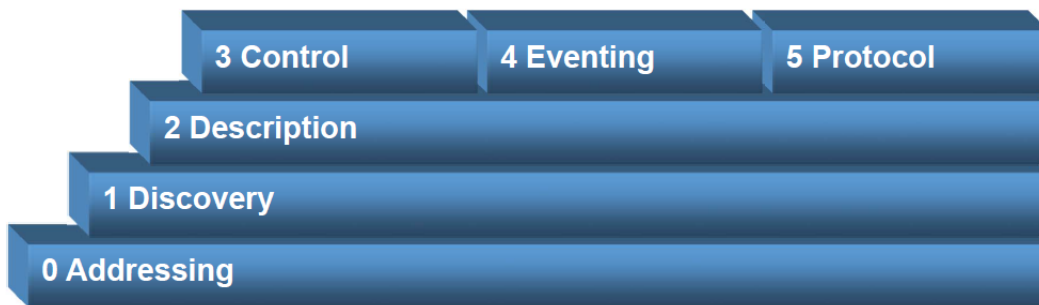 3 Control 4 Eventing 5 Protocol
2 Description
1 Discovery
0 Addressing